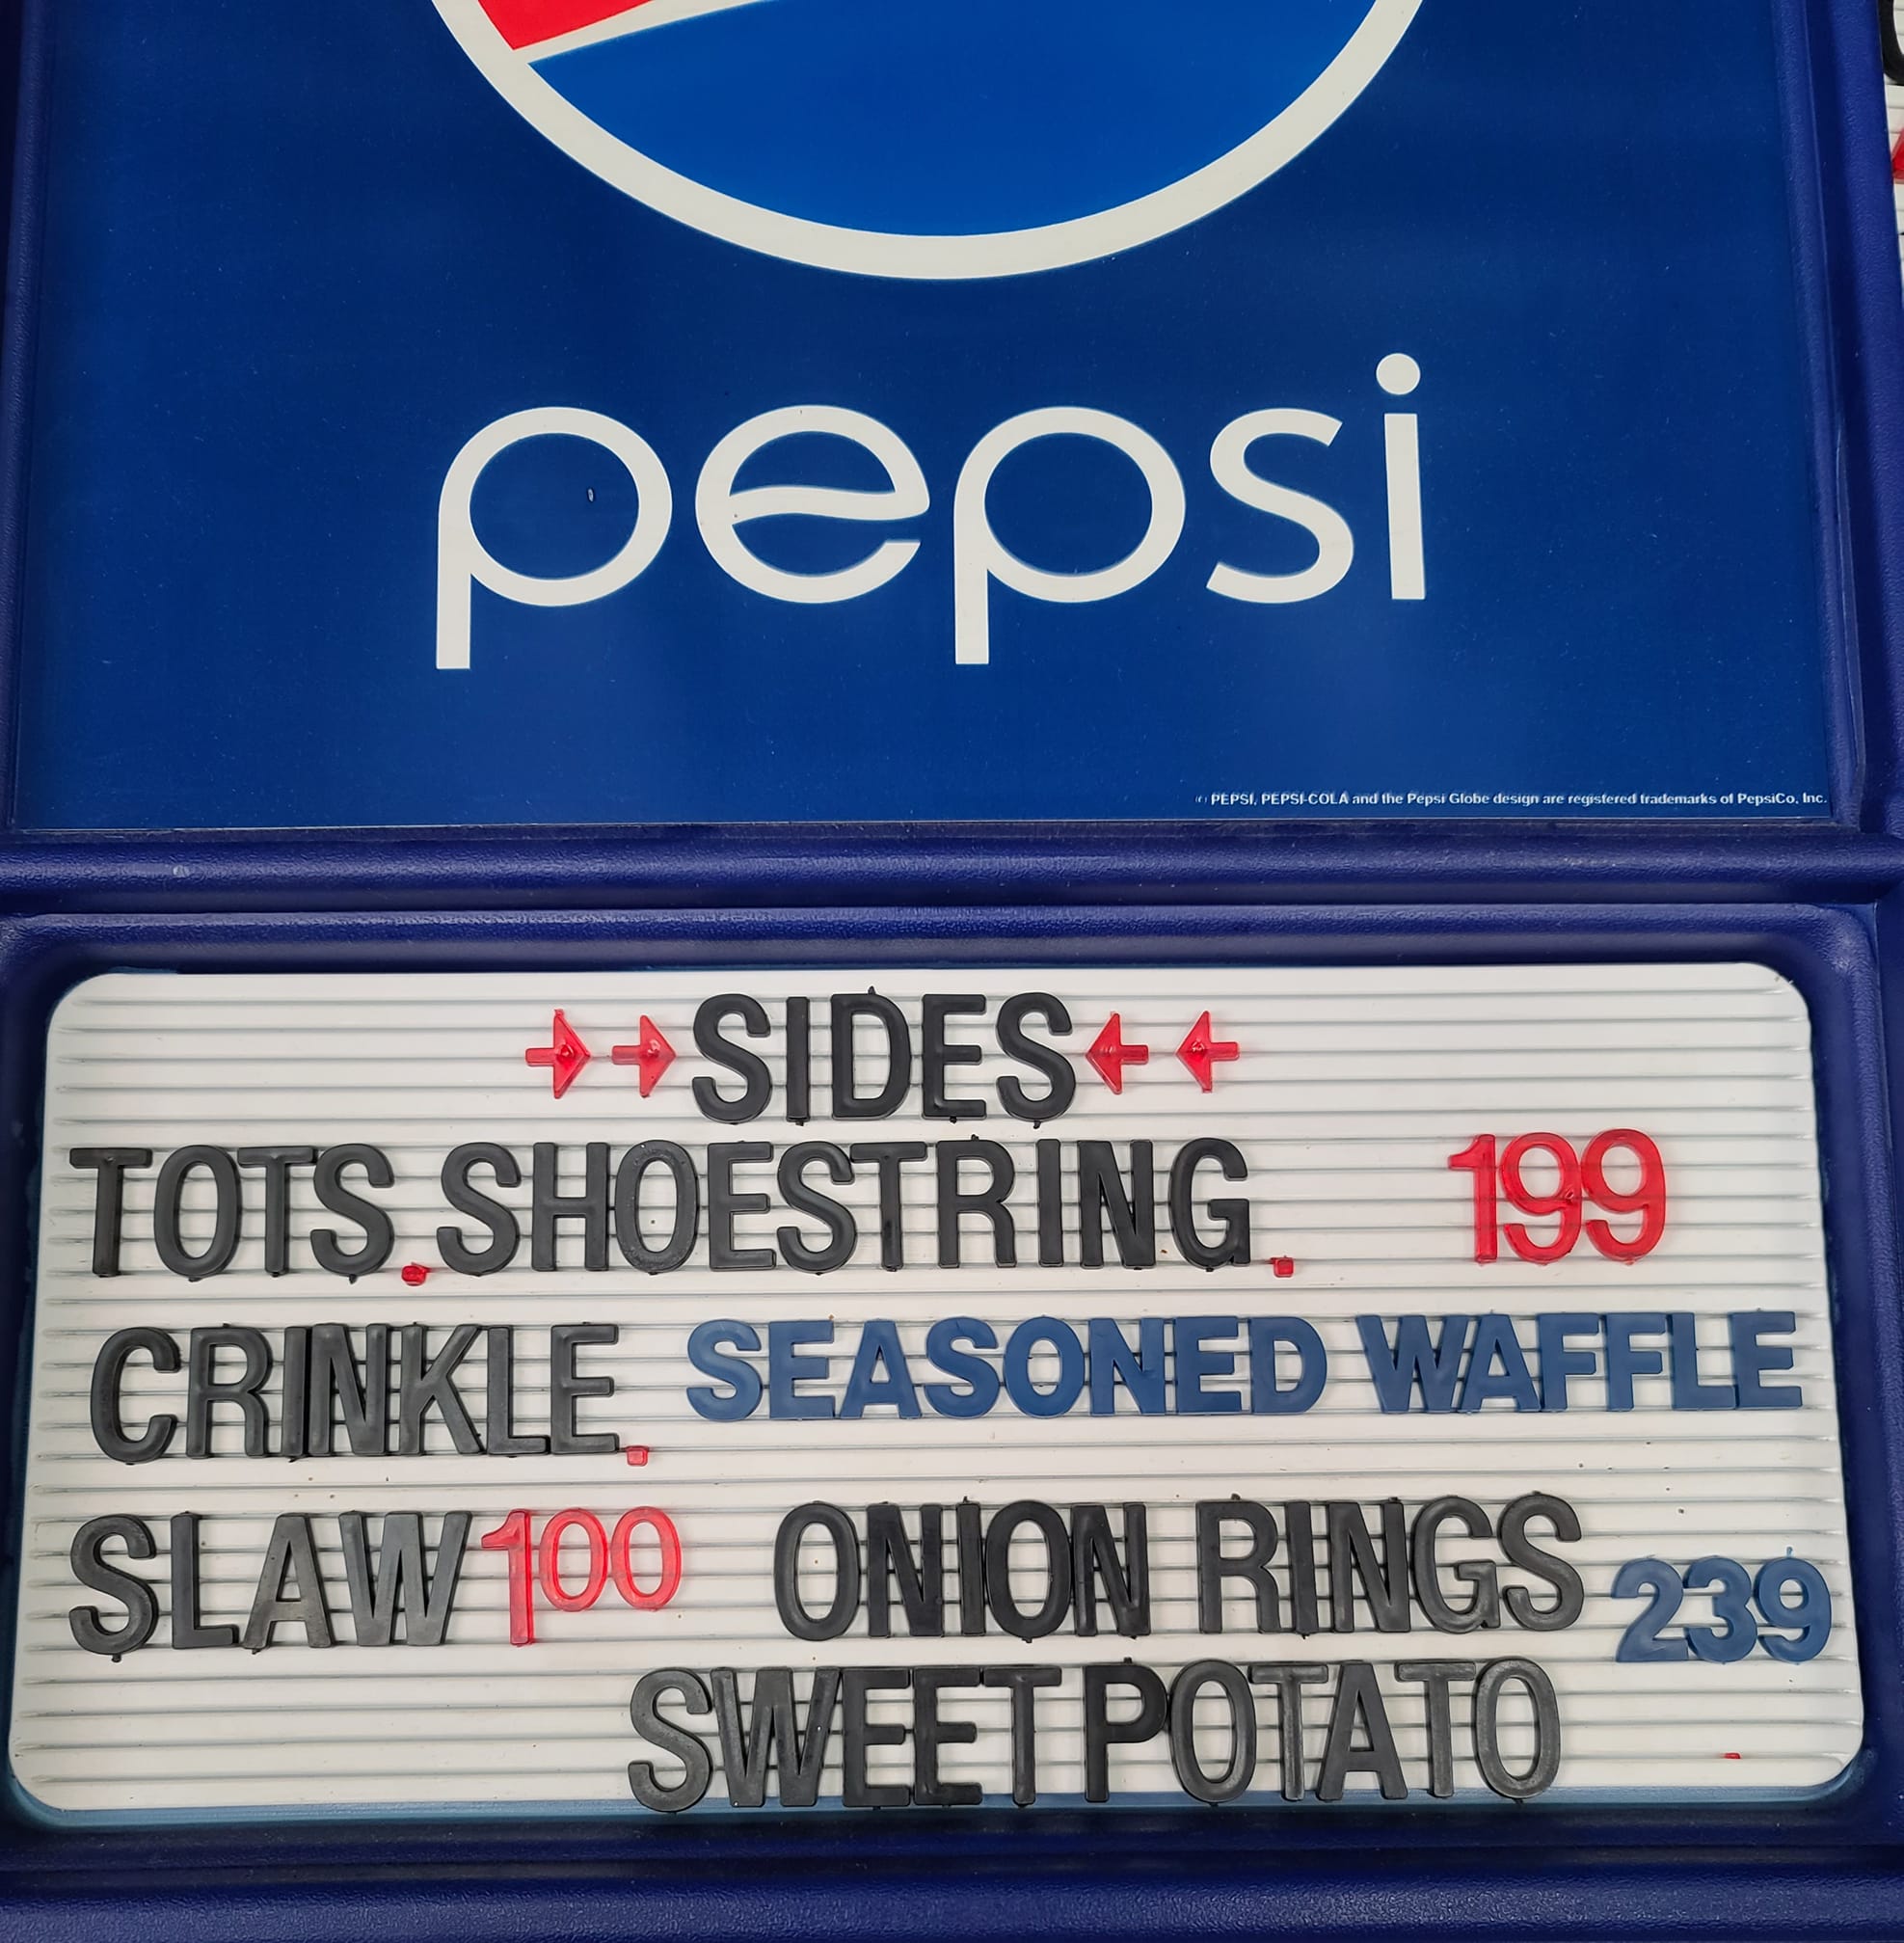 pepsi
© PEPSI, PEPSI-COLA and the Pepsi Globe design are registered trademarks of PepsiCo, Inc.
→→SIDES←←
TOTS.SHOESTRING. 199
CRINKLE. SEASONED WAFFLE
SLAW 100 ONION RINGS 239
SWEET POTATO